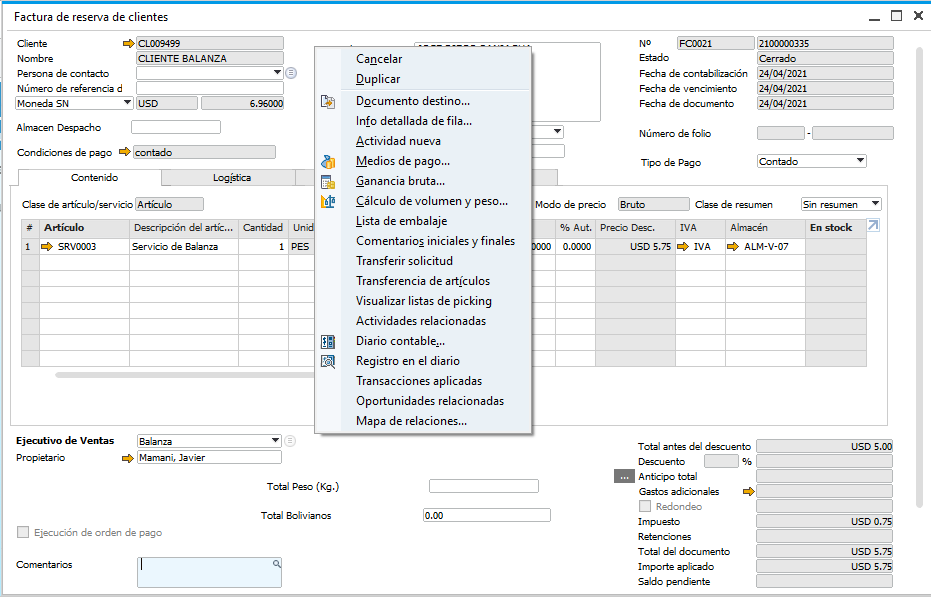 Factura de reserva de clientes
Cliente CL009499
Nombre CLIENTE BALANZA
Persona de contacto
Número de referencia d
Moneda SN USD 6.96000
Almacen Despacho
Condiciones de pago contado
Nº FC0021 2100000335
Estado Cerrado
Fecha de contabilización 24/04/2021
Fecha de vencimiento 24/04/2021
Fecha de documento 24/04/2021
Número de folio -
Tipo de Pago Contado
Contenido Logística
Clase de artículo/servicio Artículo
Modo de precio Bruto Clase de resumen Sin resumen
# Artículo Descripción del artíc... Cantidad Unid % Aut. Precio Desc. IVA Almacén En stock
1 SRV0003 Servicio de Balanza 1 PES 0000 0.0000 USD 5.75 IVA ALM-V-07
Cancelar
Duplicar
Documento destino...
Info detallada de fila...
Actividad nueva
Medios de pago...
Ganancia bruta...
Cálculo de volumen y peso...
Lista de embalaje
Comentarios iniciales y finales
Transferir solicitud
Transferencia de artículos
Visualizar listas de picking
Actividades relacionadas
Diario contable...
Registro en el diario
Transacciones aplicadas
Oportunidades relacionadas
Mapa de relaciones...
Ejecutivo de Ventas Balanza
Propietario Mamani, Javier
Total Peso (Kg.)
Total Bolivianos 0.00
Ejecución de orden de pago
Comentarios
Total antes del descuento USD 5.00
Descuento %
... Anticipo total
Gastos adicionales
Redondeo
Impuesto USD 0.75
Retenciones
Total del documento USD 5.75
Importe aplicado USD 5.75
Saldo pendiente